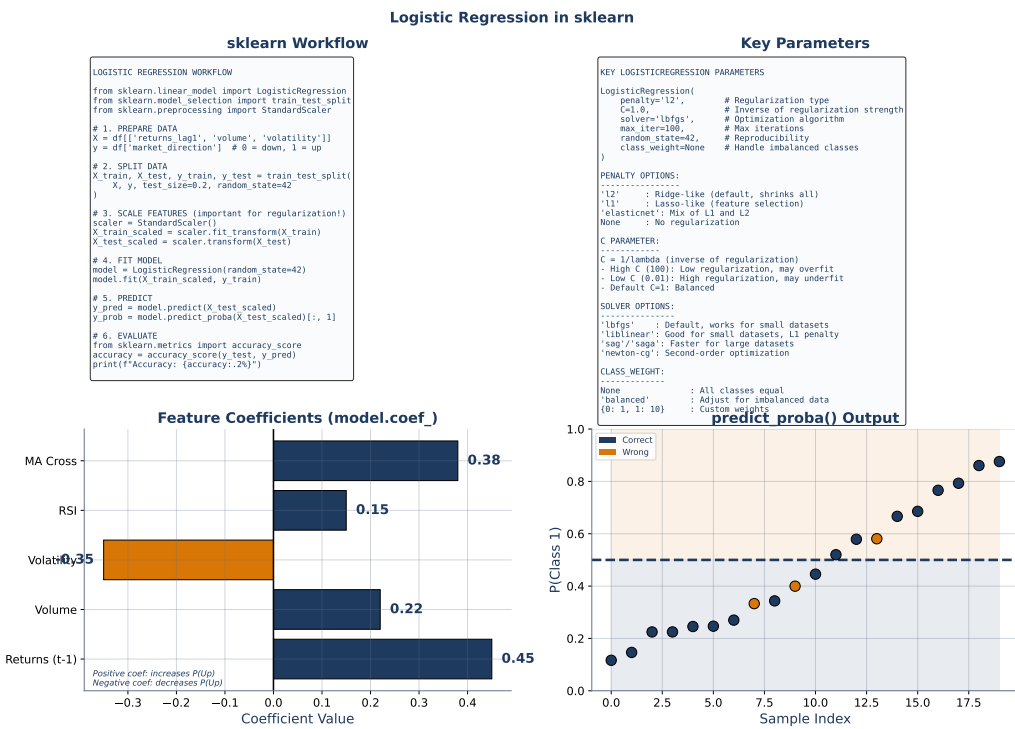 Logistic Regression in sklearn
sklearn Workflow
LOGISTIC REGRESSION WORKFLOW
from sklearn.linear_model import LogisticRegression
from sklearn.model_selection import train_test_split
from sklearn.preprocessing import StandardScaler
# 1. PREPARE DATA
X = df[['returns_lag1', 'volume', 'volatility']]
y = df['market_direction']  # 0 = down, 1 = up
# 2. SPLIT DATA
X_train, X_test, y_train, y_test = train_test_split(
    X, y, test_size=0.2, random_state=42
)
# 3. SCALE FEATURES (important for regularization!)
scaler = StandardScaler()
X_train_scaled = scaler.fit_transform(X_train)
X_test_scaled = scaler.transform(X_test)
# 4. FIT MODEL
model = LogisticRegression(random_state=42)
model.fit(X_train_scaled, y_train)
# 5. PREDICT
y_pred = model.predict(X_test_scaled)
y_prob = model.predict_proba(X_test_scaled)[:, 1]
# 6. EVALUATE
from sklearn.metrics import accuracy_score
accuracy = accuracy_score(y_test, y_pred)
print(f"Accuracy: {accuracy:.2%}")
Key Parameters
KEY LOGISTICREGRESSION PARAMETERS
LogisticRegression(
    penalty='l2',        # Regularization type
    C=1.0,               # Inverse of regularization strength
    solver='lbfgs',      # Optimization algorithm
    max_iter=100,        # Max iterations
    random_state=42,     # Reproducibility
    class_weight=None    # Handle imbalanced classes
)
PENALTY OPTIONS:
----------------
'l2'     : Ridge-like (default, shrinks all)
'l1'     : Lasso-like (feature selection)
'elasticnet': Mix of L1 and L2
None     : No regularization
C PARAMETER:
------------
C = 1/lambda (inverse of regularization)
- High C (100): Low regularization, may overfit
- Low C (0.01): High regularization, may underfit
- Default C=1: Balanced
SOLVER OPTIONS:
---------------
'lbfgs'    : Default, works for small datasets
'liblinear': Good for small datasets, L1 penalty
'sag'/'saga': Faster for large datasets
'newton-cg': Second-order optimization
CLASS_WEIGHT:
-------------
None              : All classes equal
'balanced'        : Adjust for imbalanced data
{0: 1, 1: 10}     : Custom weights
Feature Coefficients (model.coef_)
MA Cross
0.38
RSI
0.15
Volatility
-0.35
Volume
0.22
Returns (t-1)
0.45
Positive coef: increases P(Up)
Negative coef: decreases P(Up)
−0.3 −0.2 −0.1 0.0 0.1 0.2 0.3 0.4
Coefficient Value
predict_proba() Output
Correct
Wrong
P(Class 1)
1.0
0.8
0.6
0.4
0.2
0.0
0.0 2.5 5.0 7.5 10.0 12.5 15.0 17.5
Sample Index